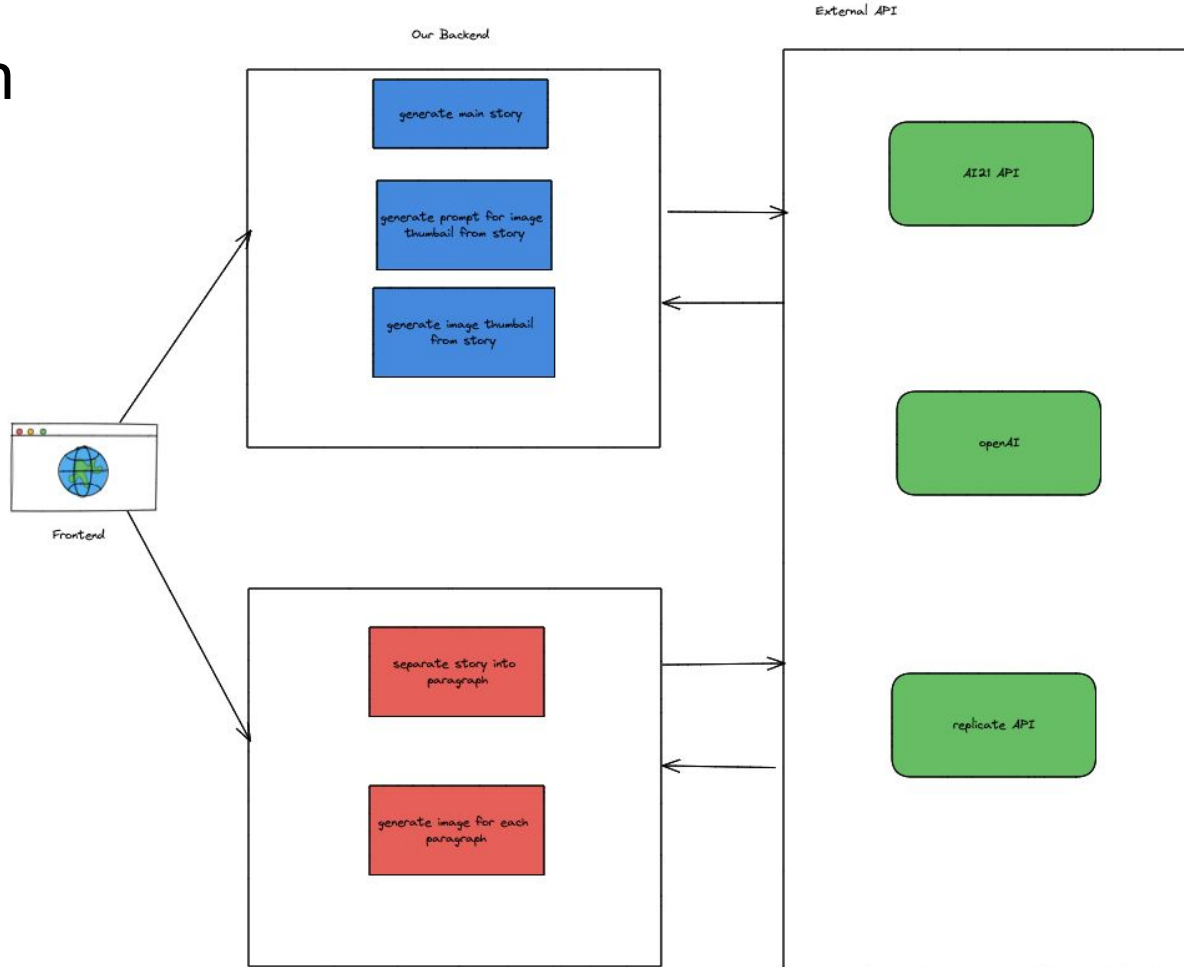 n
External API
Our Backend
generate main story
generate prompt for image
thumbail from story
generate image thumbail
from story
AI21 API
openAI
Frontend
separate story into
paragraph
generate image for each
paragraph
replicate API